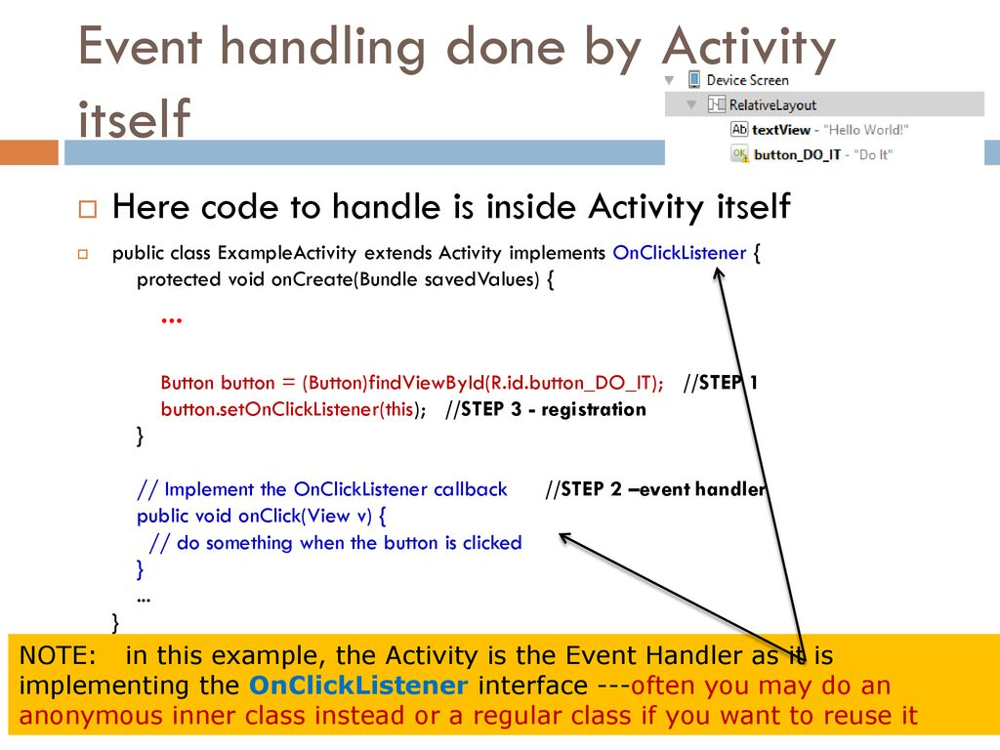 Event handling done by Activity
itself
Device Screen
RelativeLayout
Ab textView - "Hello World!"
OK button_DO_IT - "Do It"
Here code to handle is inside Activity itself
public class ExampleActivity extends Activity implements OnClickListener {
protected void onCreate(Bundle savedValues) {
...
Button button = (Button)findViewById(R.id.button_DO_IT); //STEP 1
button.setOnClickListener(this); //STEP 3 - registration
}
// Implement the OnClickListener callback //STEP 2 –event handler
public void onClick(View v) {
// do something when the button is clicked
}
...
}
NOTE: in this example, the Activity is the Event Handler as it is
implementing the OnClickListener interface ---often you may do an
anonymous inner class instead or a regular class if you want to reuse it